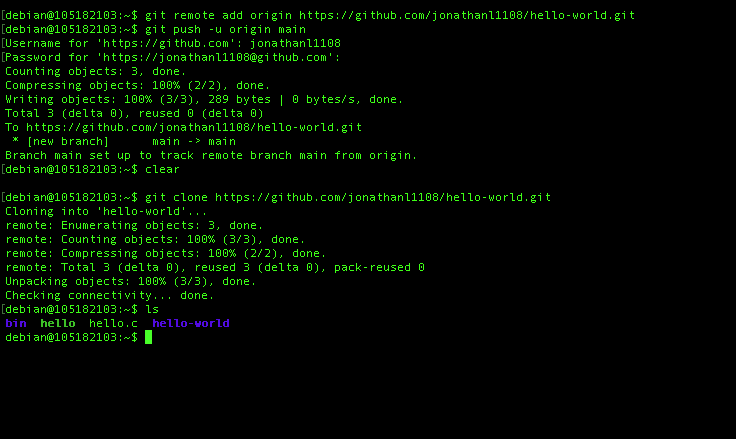 [debian@105182103:~$ git remote add origin https://github.com/jonathanl1108/hello-world.git
[debian@105182103:~$ git push -u origin main
[Username for 'https://github.com': jonathanl1108
[Password for 'https://jonathanl1108@github.com':
Counting objects: 3, done.
Compressing objects: 100% (2/2), done.
Writing objects: 100% (3/3), 289 bytes | 0 bytes/s, done.
Total 3 (delta 0), reused 0 (delta 0)
To https://github.com/jonathanl1108/hello-world.git
 * [new branch]      main -> main
Branch main set up to track remote branch main from origin.
[debian@105182103:~$ clear
[debian@105182103:~$ git clone https://github.com/jonathanl1108/hello-world.git
Cloning into 'hello-world'...
remote: Enumerating objects: 3, done.
remote: Counting objects: 100% (3/3), done.
remote: Compressing objects: 100% (2/2), done.
remote: Total 3 (delta 0), reused 3 (delta 0), pack-reused 0
Unpacking objects: 100% (3/3), done.
Checking connectivity... done.
[debian@105182103:~$ ls
bin  hello  hello.c  hello-world
debian@105182103:~$